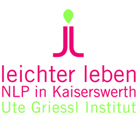 leichter leben
NLP in Kaiserswerth
Ute Griessl Institut